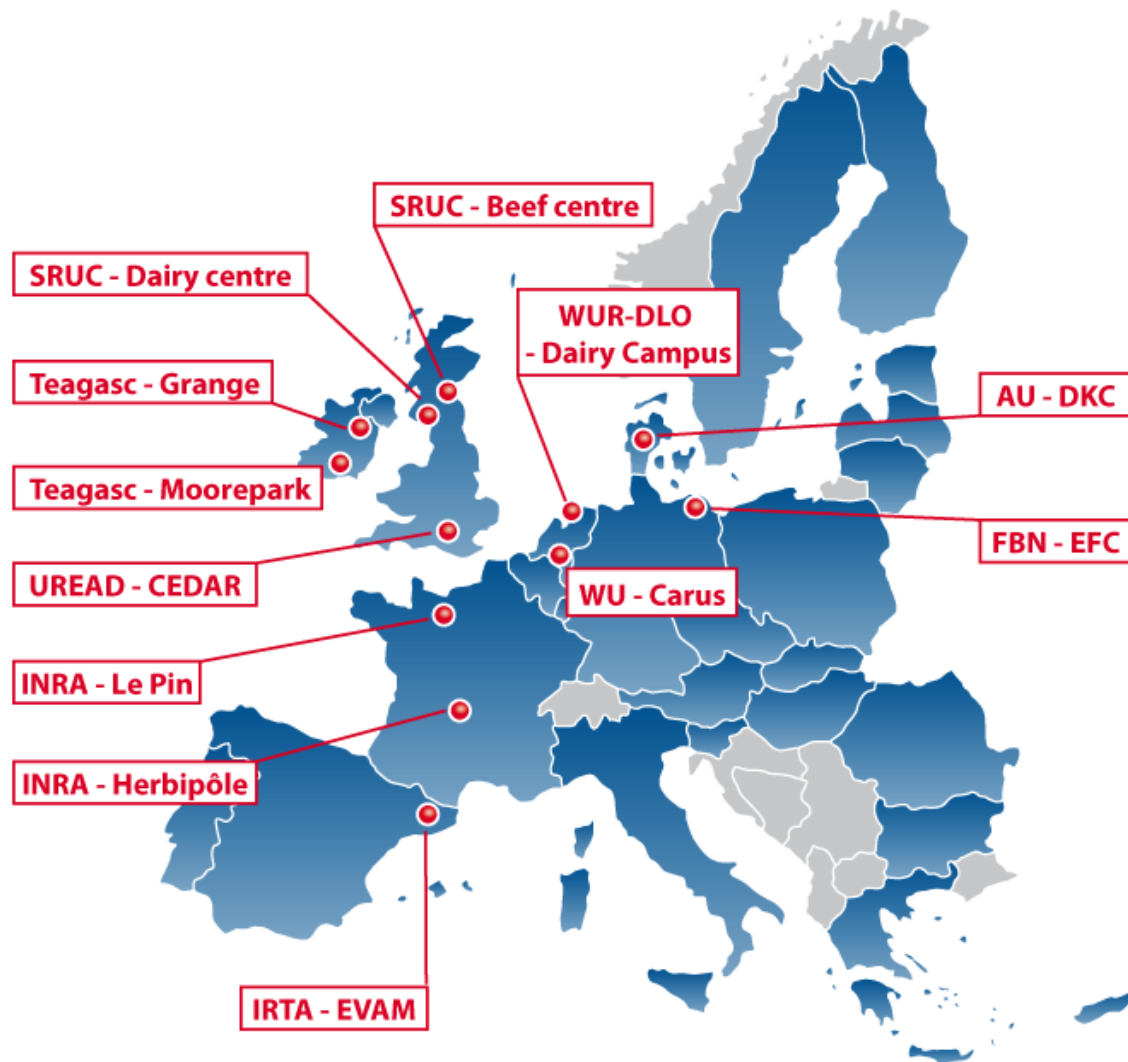 SRUC - Beef centre
SRUC - Dairy centre
WUR-DLO
- Dairy Campus
Teagasc - Grange
AU - DKC
Teagasc - Moorepark
FBN - EFC
UREAD - CEDAR
WU - Carus
INRA - Le Pin
INRA - Herbipôle
IRTA - EVAM